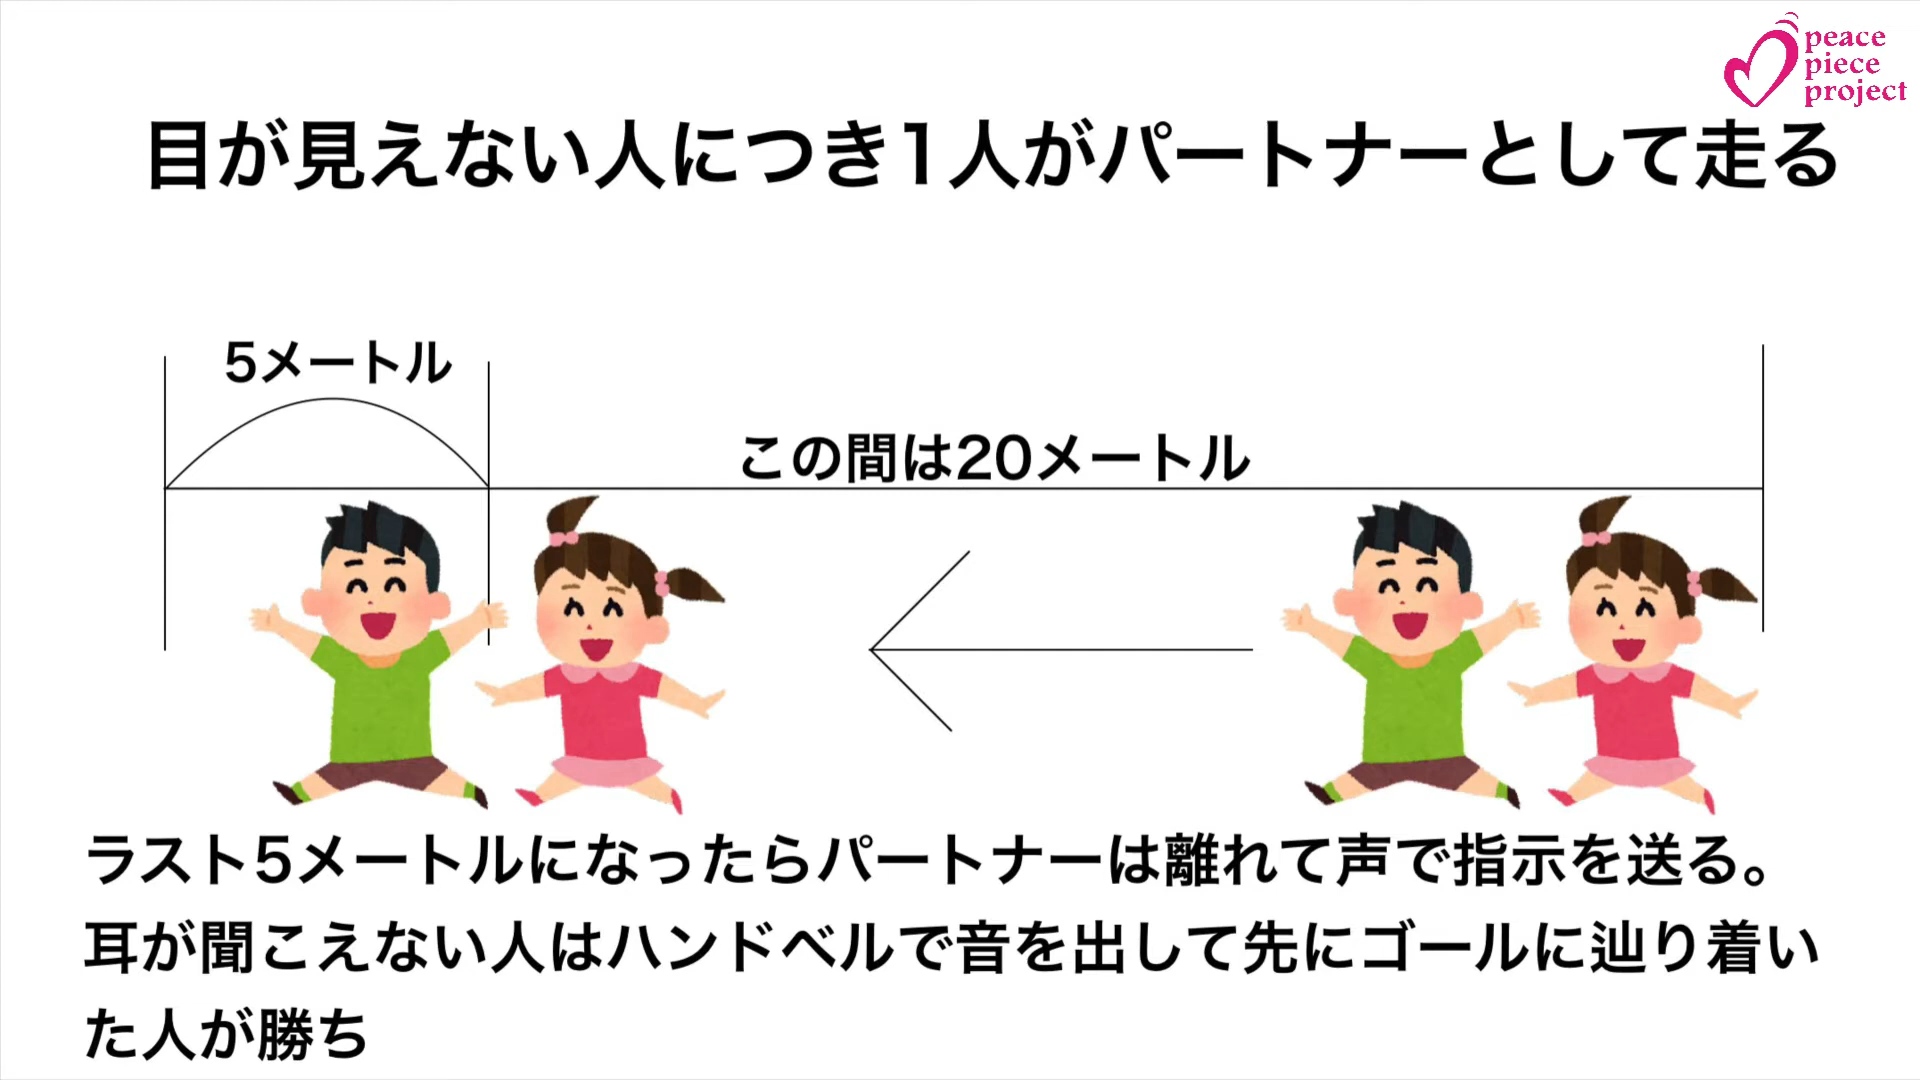 peace
piece
project
目が見えない人につき1人がパートナーとして走る
5メートル
この間は20メートル
ラスト5メートルになったらパートナーは離れて声で指示を送る。
耳が聞こえない人はハンドベルで音を出して先にゴールに辿り着い
た人が勝ち